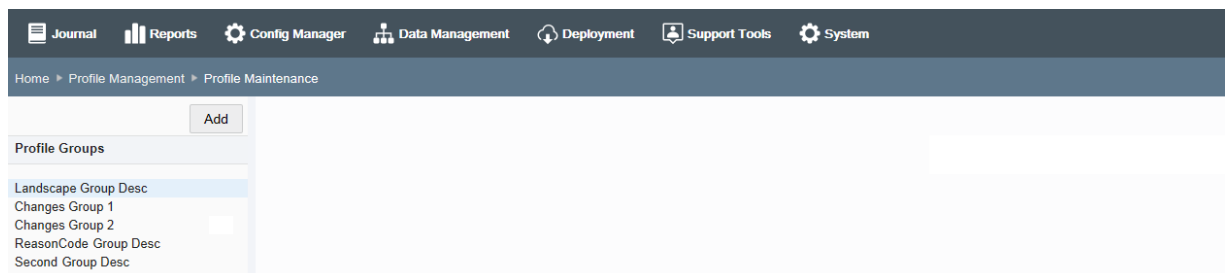 Journal Reports Config Manager Data Management Deployment Support Tools System
Home Profile Management Profile Maintenance
Add
Profile Groups
Landscape Group Desc
Changes Group 1
Changes Group 2
ReasonCode Group Desc
Second Group Desc